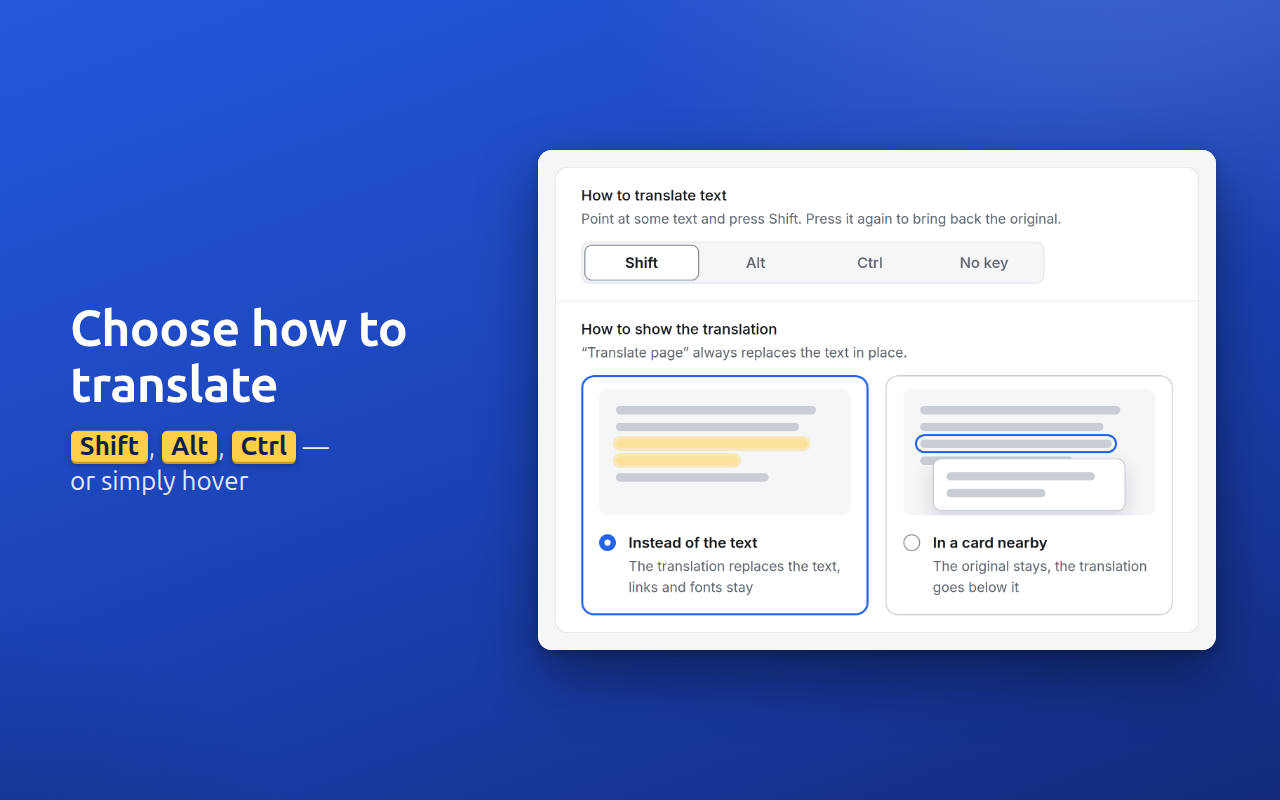 Choose how to
translate
Shift, Alt, Ctrl —
or simply hover
How to translate text
Point at some text and press Shift. Press it again to bring back the original.
Shift Alt Ctrl No key
How to show the translation
“Translate page” always replaces the text in place.
Instead of the text
The translation replaces the text,
links and fonts stay
In a card nearby
The original stays, the translation
goes below it